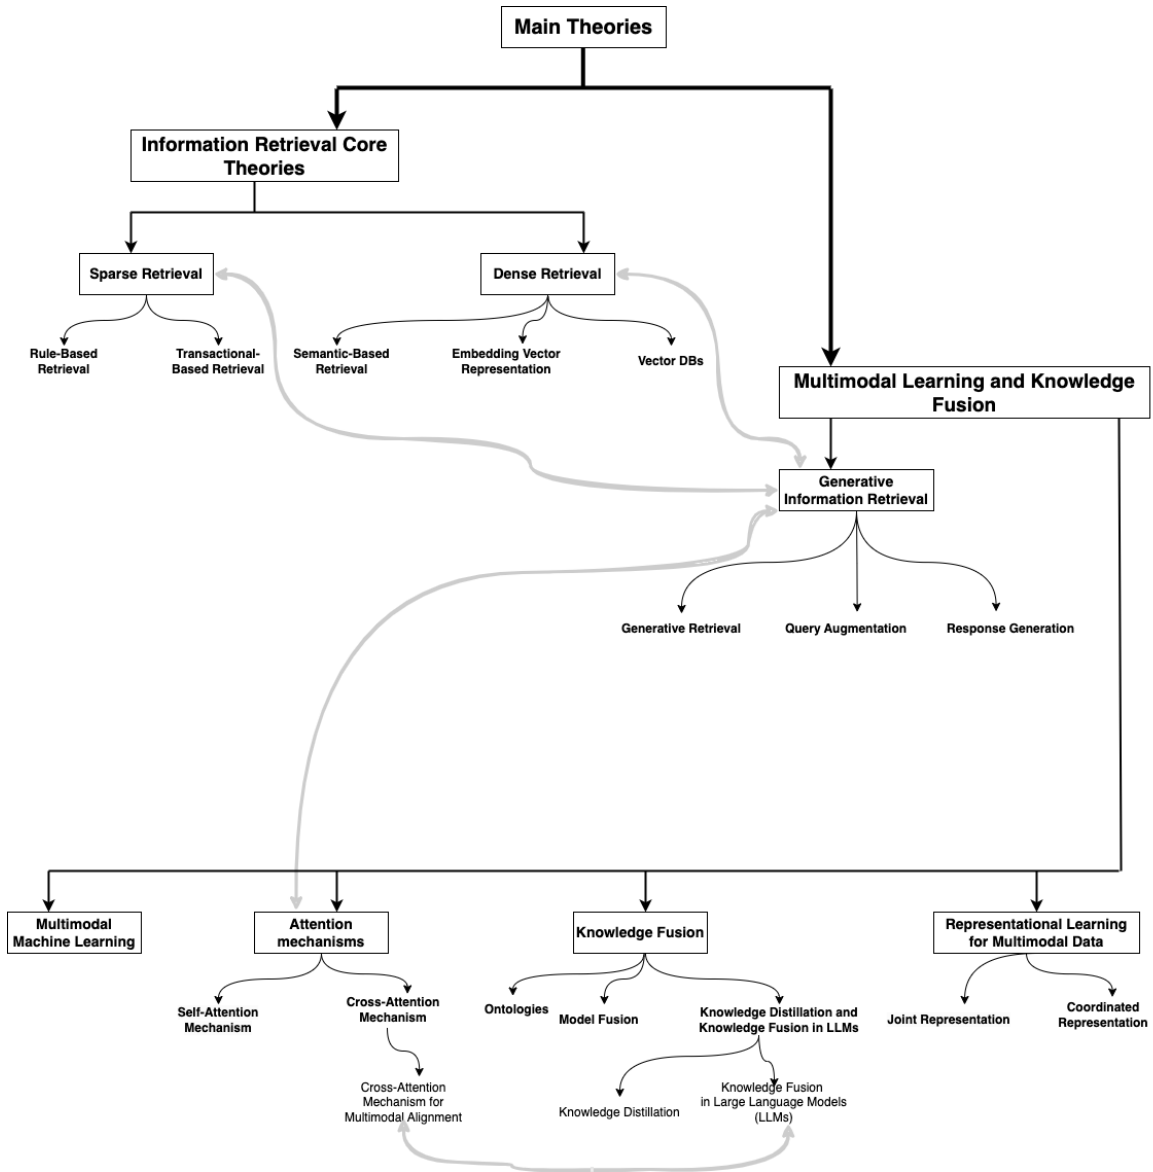 Main Theories
Information Retrieval Core
Theories
Sparse Retrieval
Dense Retrieval
Rule-Based
Retrieval
Transactional-
Based Retrieval
Semantic-Based
Retrieval
Embedding Vector
Representation
Vector DBs
Multimodal Learning and Knowledge
Fusion
Generative
Information Retrieval
Generative Retrieval
Query Augmentation
Response Generation
Multimodal
Machine Learning
Attention
mechanisms
Knowledge Fusion
Representational Learning
for Multimodal Data
Self-Attention
Mechanism
Cross-Attention
Mechanism
Ontologies
Model Fusion
Knowledge Distillation and
Knowledge Fusion in LLMs
Joint Representation
Coordinated
Representation
Cross-Attention
Mechanism for
Multimodal Alignment
Knowledge Distillation
Knowledge Fusion
in Large Language Models
(LLMs)